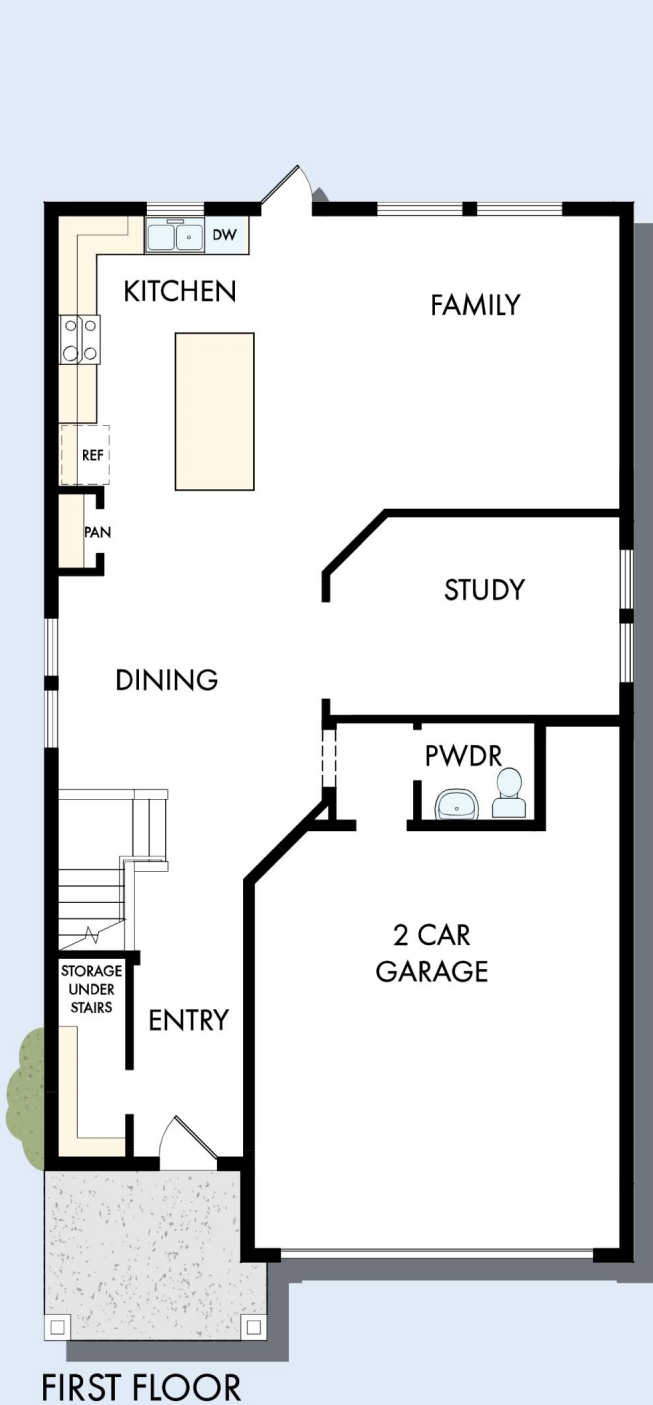 DW
KITCHEN
FAMILY
REF
PAN
STUDY
DINING
PWDR
2 CAR
GARAGE
STORAGE
UNDER
STAIRS
ENTRY
FIRST FLOOR